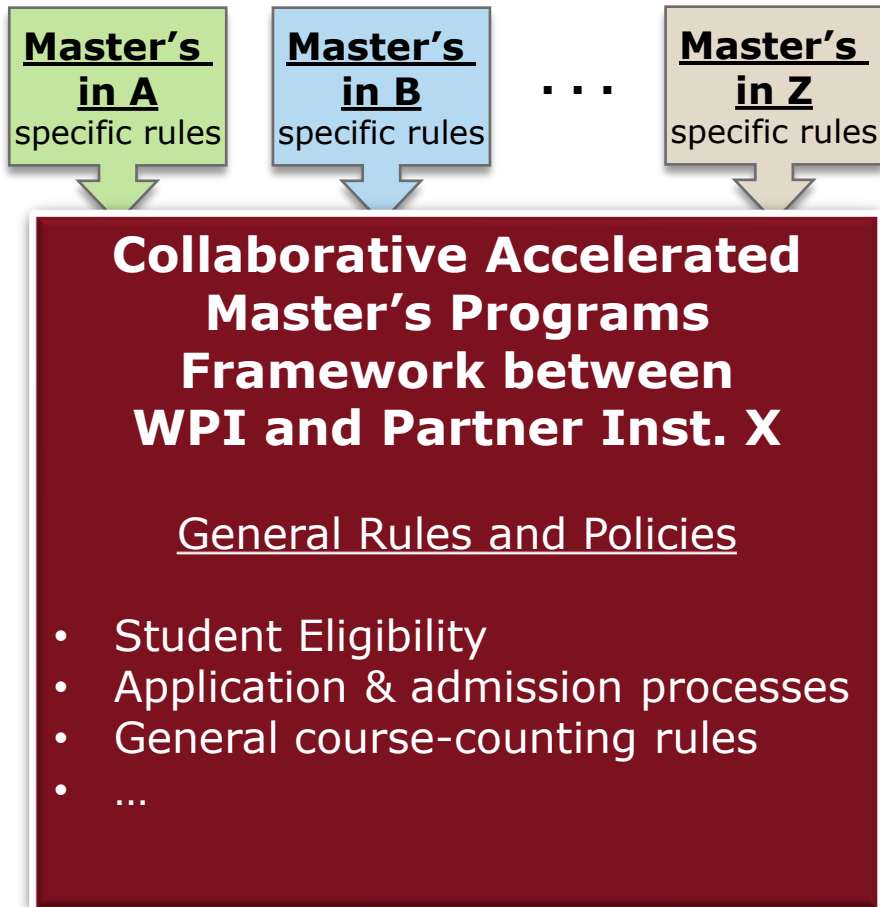 Master’s
in A
specific rules
Master’s
in B
specific rules
. . .
Master’s
in Z
specific rules
Collaborative Accelerated
Master’s Programs
Framework between
WPI and Partner Inst. X
General Rules and Policies
• Student Eligibility
• Application & admission processes
• General course-counting rules
• …